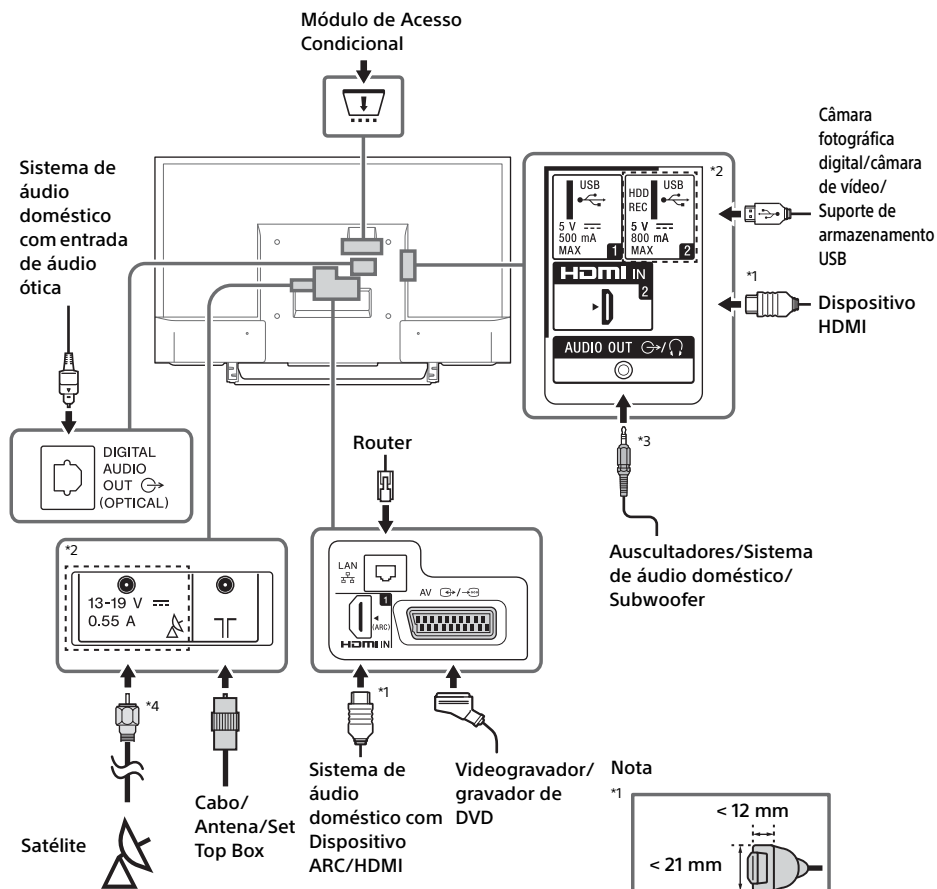 Módulo de Acesso
Condicional
Sistema de
áudio
doméstico
com entrada
de áudio
ótica
Câmara
fotográfica
digital/câmara
de vídeo/
Suporte de
armazenamento
USB
*2
USB
5 V
500 mA
MAX
1
HDD
REC
USB
5 V
800 mA
MAX
2
HDMI IN
2
*1
Dispositivo
HDMI
AUDIO OUT
*3
Auscultadores/Sistema
de áudio doméstico/
Subwoofer
DIGITAL
AUDIO
OUT
(OPTICAL)
Router
*2
13-19 V
0.55 A
LAN
1
(ARC)
HDMI IN
AV
*4
*1
Satélite
Cabo/
Antena/Set
Top Box
Sistema de
áudio
doméstico com
Dispositivo
ARC/HDMI
Videogravador/
gravador de
DVD
Nota
*1
< 12 mm
< 21 mm